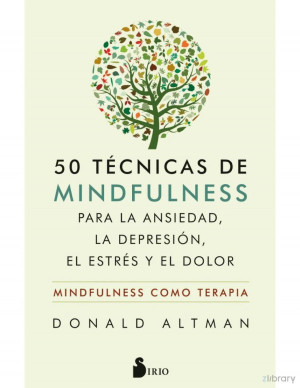 50 TÉCNICAS DE
MINDFULNESS
PARA LA ANSIEDAD,
LA DEPRESIÓN,
EL ESTRÉS Y EL DOLOR
MINDFULNESS COMO TERAPIA
DONALD ALTMAN
SIRIO
zlibrary